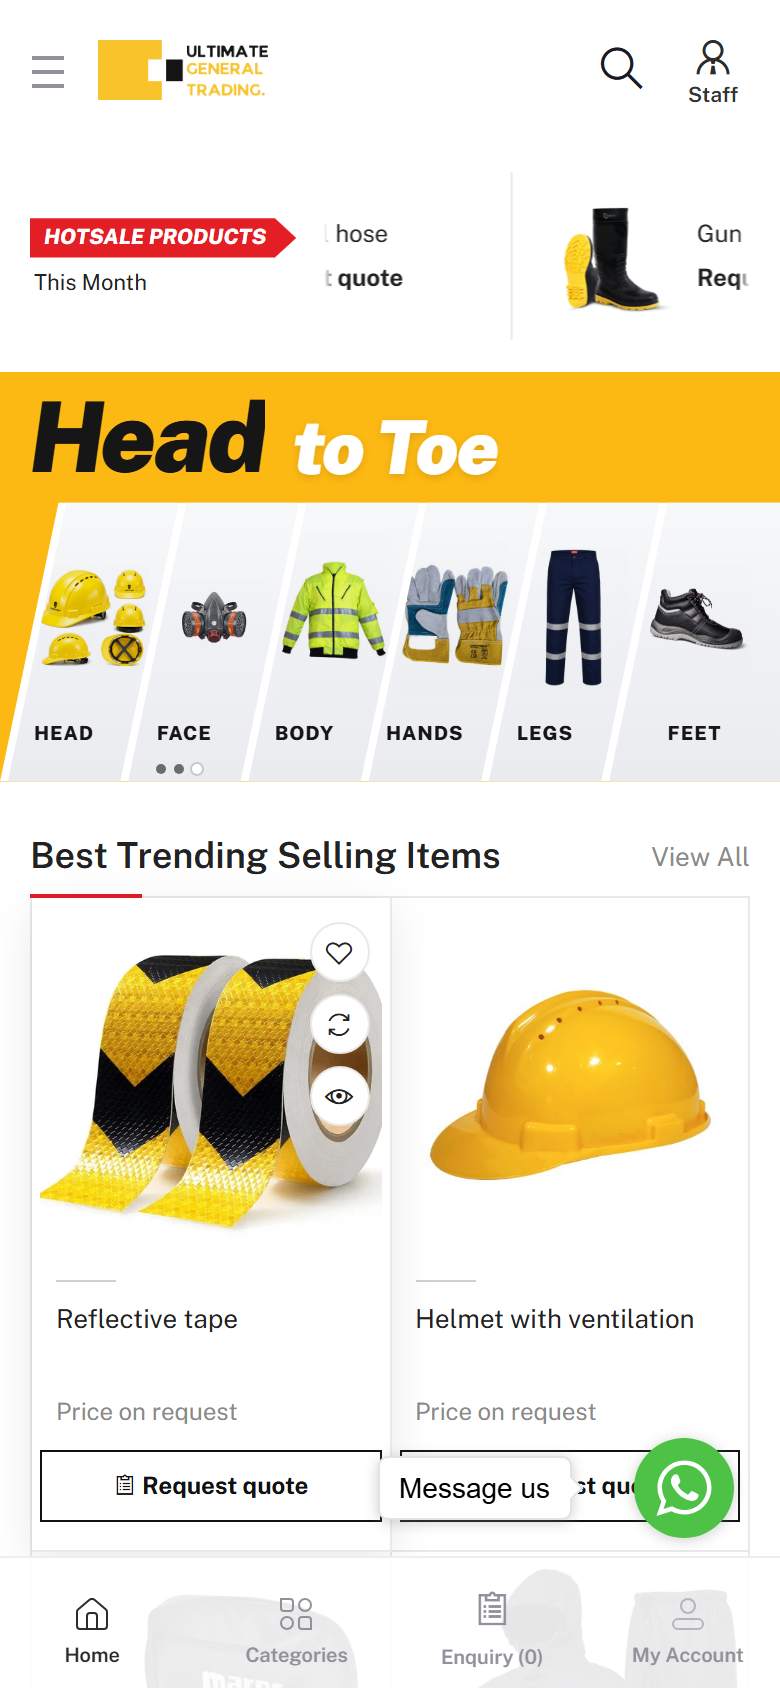 ULTIMATE
GENERAL
TRADING.
Staff
HOTSALE PRODUCTS
This Month
hose
quote
Gun
Head to Toe
HEAD
FACE
BODY
HANDS
LEGS
FEET
Best Trending Selling Items
View All
Reflective tape
Helmet with ventilation
Price on request
Price on request
Request quote
Message us
Home
Categories
Enquiry (0)
My Account